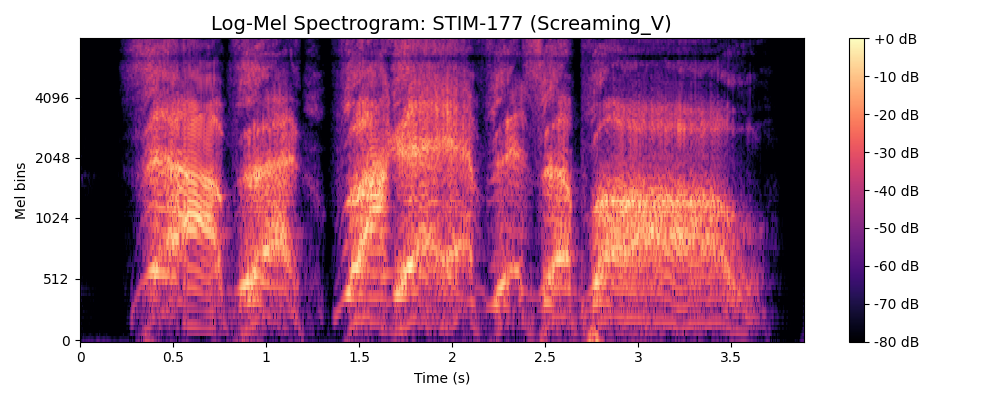 Log-Mel Spectrogram: STIM-177 (Screaming_V)
Mel bins
4096
2048
1024
512
0
0 0.5 1 1.5 2 2.5 3 3.5
Time (s)
+0 dB
-10 dB
-20 dB
-30 dB
-40 dB
-50 dB
-60 dB
-70 dB
-80 dB